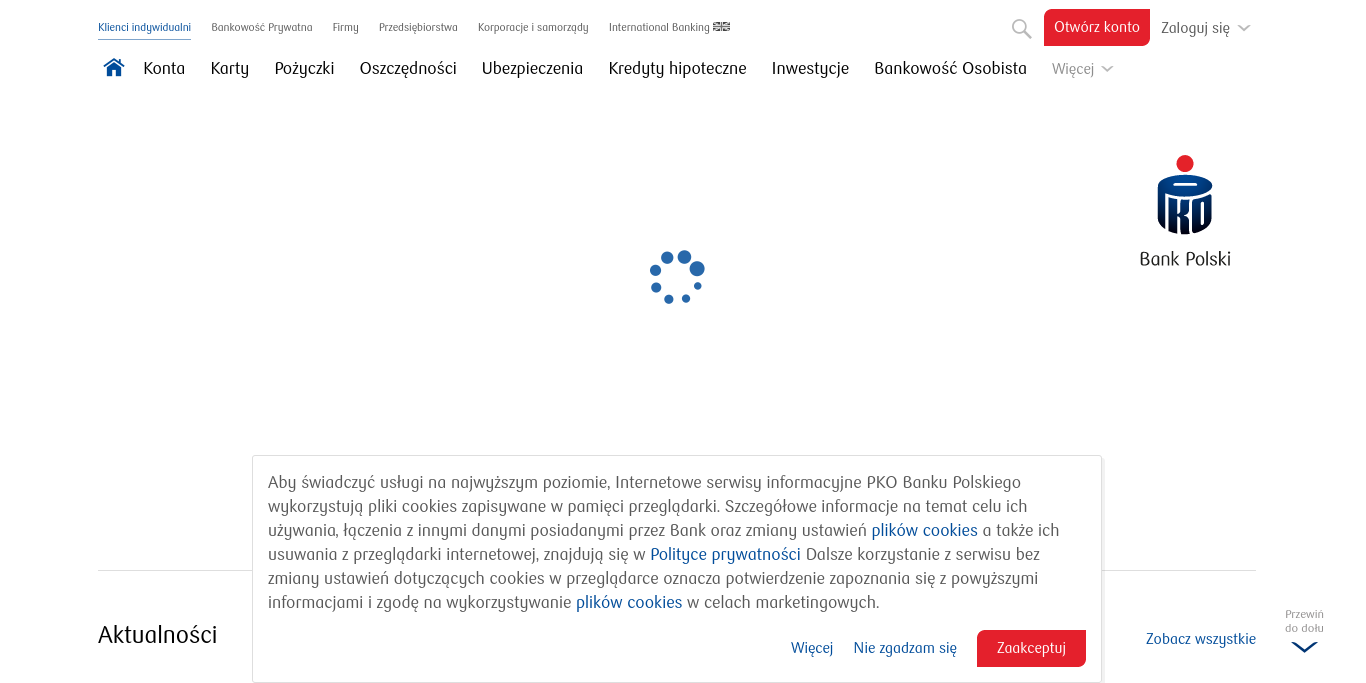 Klienci indywidualni Bankowość Prywatna Firmy Przedsiębiorstwa Korporacje i samorządy International Banking
Otwórz konto Zaloguj się
Konta Karty Pożyczki Oszczędności Ubezpieczenia Kredyty hipoteczne Inwestycje Bankowość Osobista Więcej
PKO
Bank Polski
Aby świadczyć usługi na najwyższym poziomie, Internetowe serwisy informacyjne PKO Banku Polskiego
wykorzystują pliki cookies zapisywane w pamięci przeglądarki. Szczegółowe informacje na temat celu ich
używania, łączenia z innymi danymi posiadanymi przez Bank oraz zmiany ustawień plików cookies a także ich
usuwania z przeglądarki internetowej, znajdują się w Polityce prywatności Dalsze korzystanie z serwisu bez
zmiany ustawień dotyczących cookies w przeglądarce oznacza potwierdzenie zapoznania się z powyższymi
informacjami i zgodę na wykorzystywanie plików cookies w celach marketingowych.
Więcej Nie zgadzam się Zaakceptuj
Aktualności
Zobacz wszystkie
Przewiń
do dołu